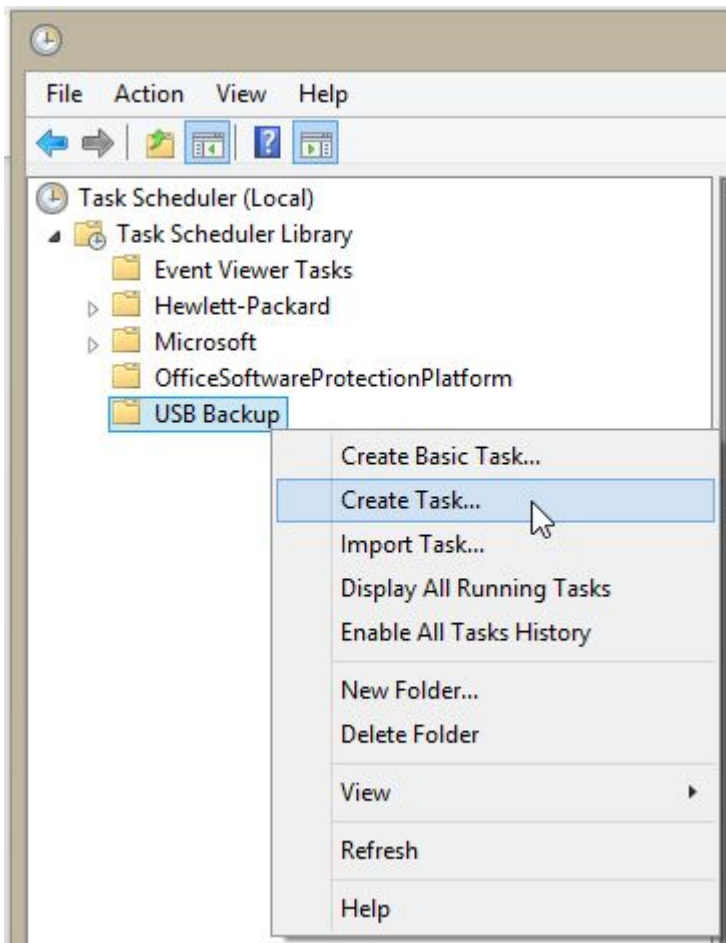 File Action View Help
Task Scheduler (Local)
Task Scheduler Library
Event Viewer Tasks
Hewlett-Packard
Microsoft
OfficeSoftwareProtectionPlatform
USB Backup
Create Basic Task...
Create Task...
Import Task...
Display All Running Tasks
Enable All Tasks History
New Folder...
Delete Folder
View
Refresh
Help